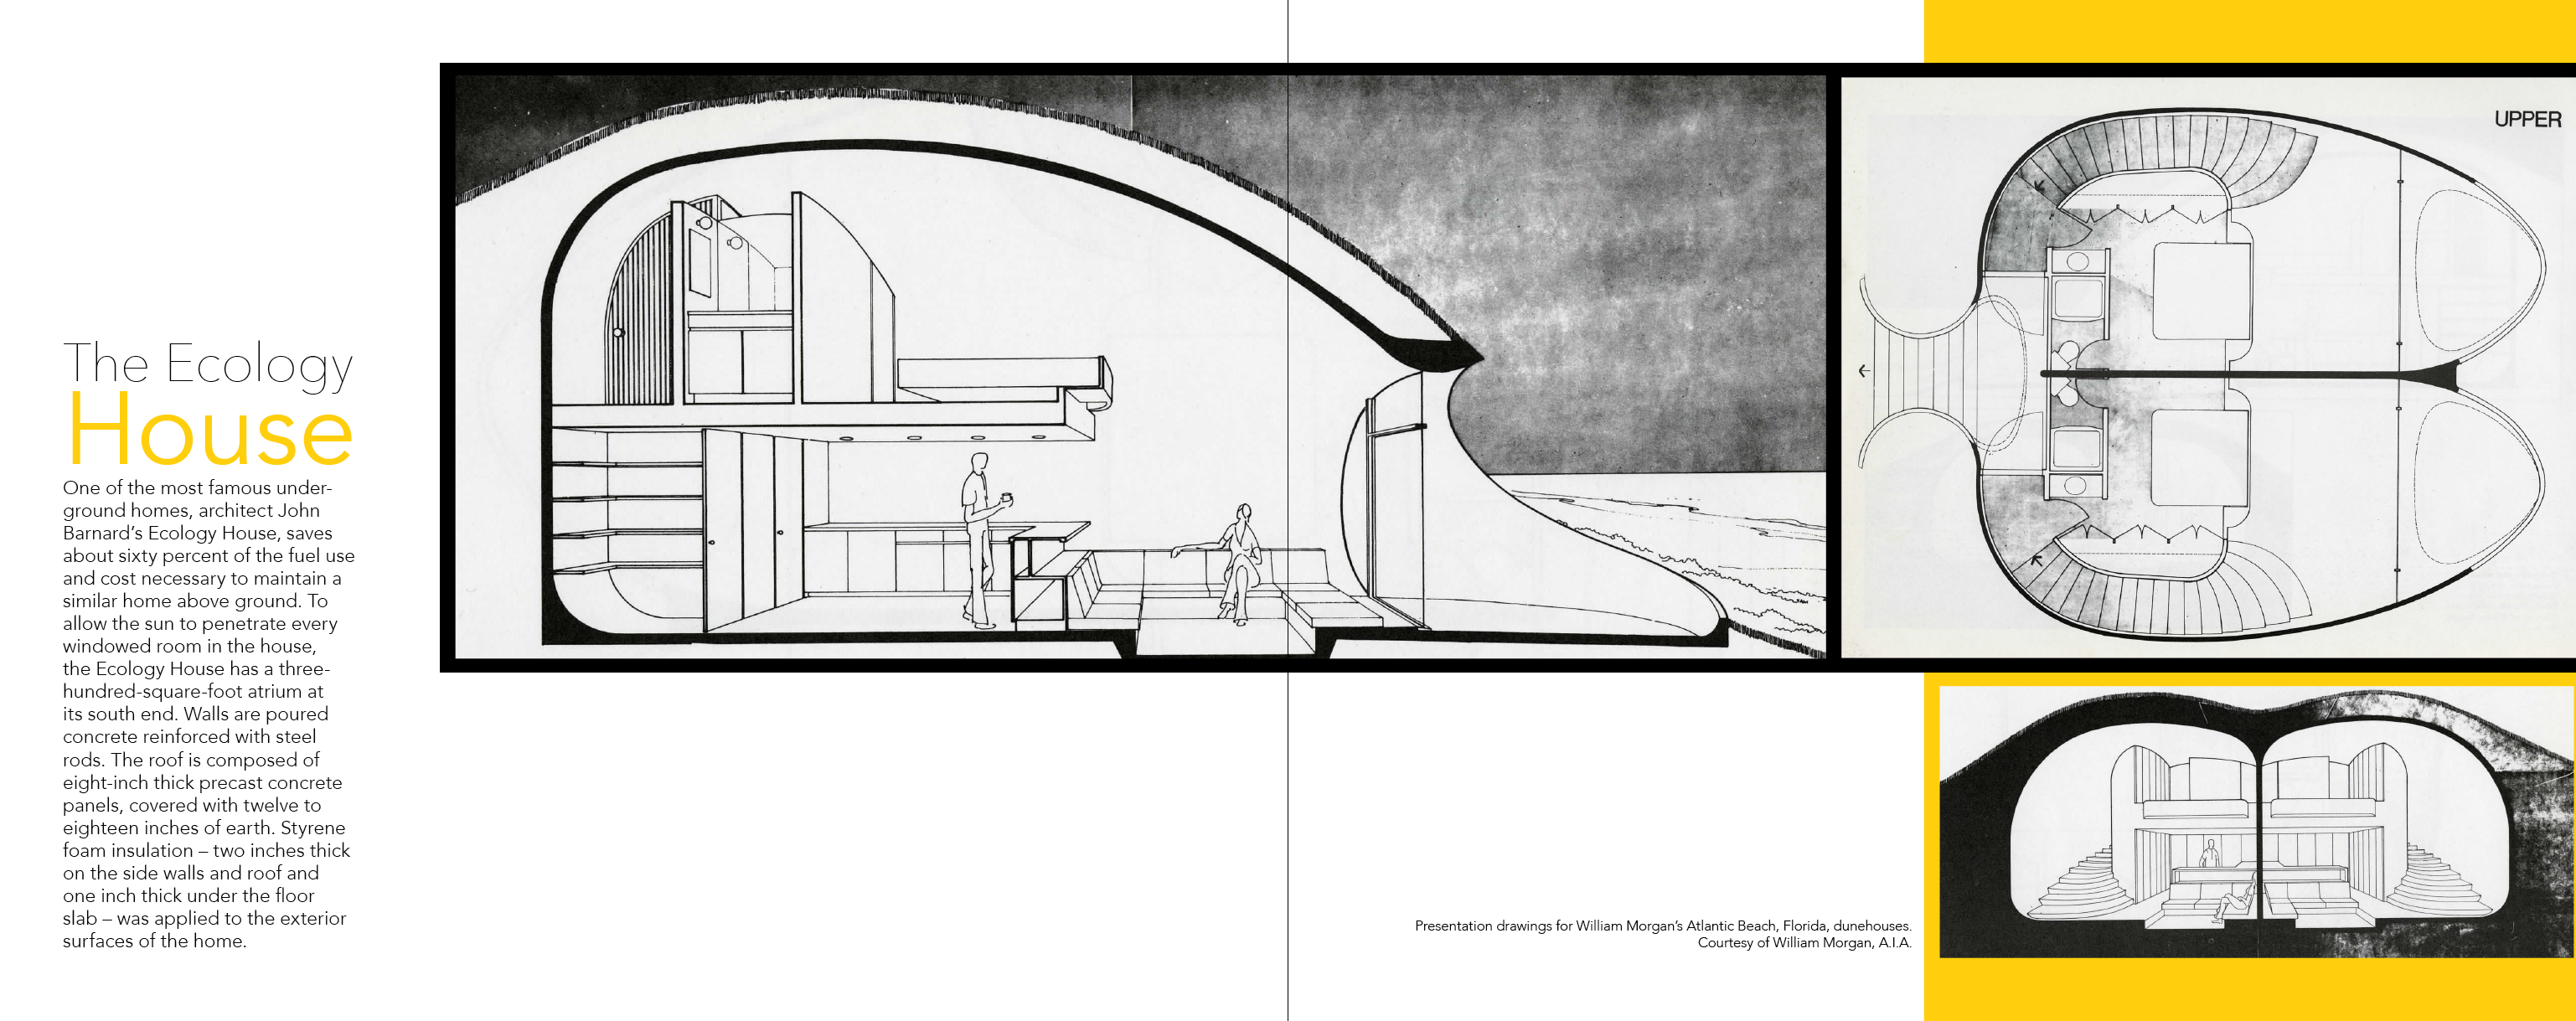 The Ecology
House
One of the most famous under-
ground homes, architect John
Barnard’s Ecology House, saves
about sixty percent of the fuel use
and cost necessary to maintain a
similar home above ground. To
allow the sun to penetrate every
windowed room in the house,
the Ecology House has a three-
hundred-square-foot atrium at
its south end. Walls are poured
concrete reinforced with steel
rods. The roof is composed of
eight-inch thick precast concrete
panels, covered with twelve to
eighteen inches of earth. Styrene
foam insulation – two inches thick
on the side walls and roof and
one inch thick under the floor
slab – was applied to the exterior
surfaces of the home.
UPPER
Presentation drawings for William Morgan’s Atlantic Beach, Florida, dunehouses.
Courtesy of William Morgan, A.I.A.